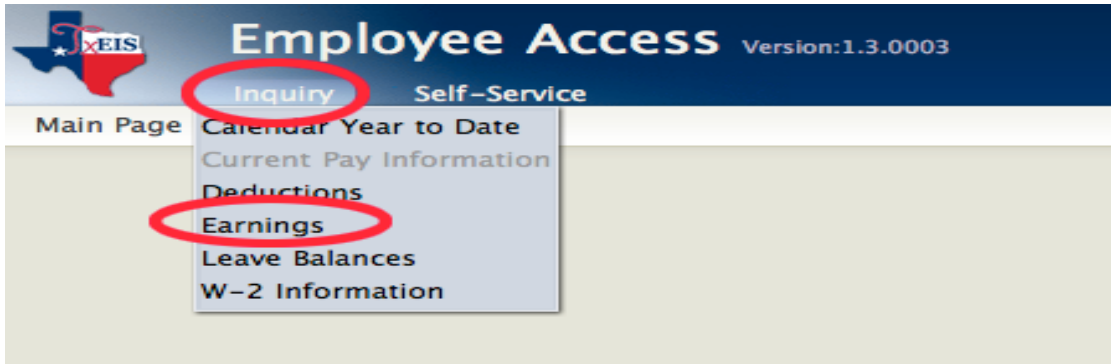 TxEIS Employee Access Version:1.3.0003
Inquiry Self-Service
Main Page
Calendar Year to Date
Current Pay Information
Deductions
Earnings
Leave Balances
W-2 Information